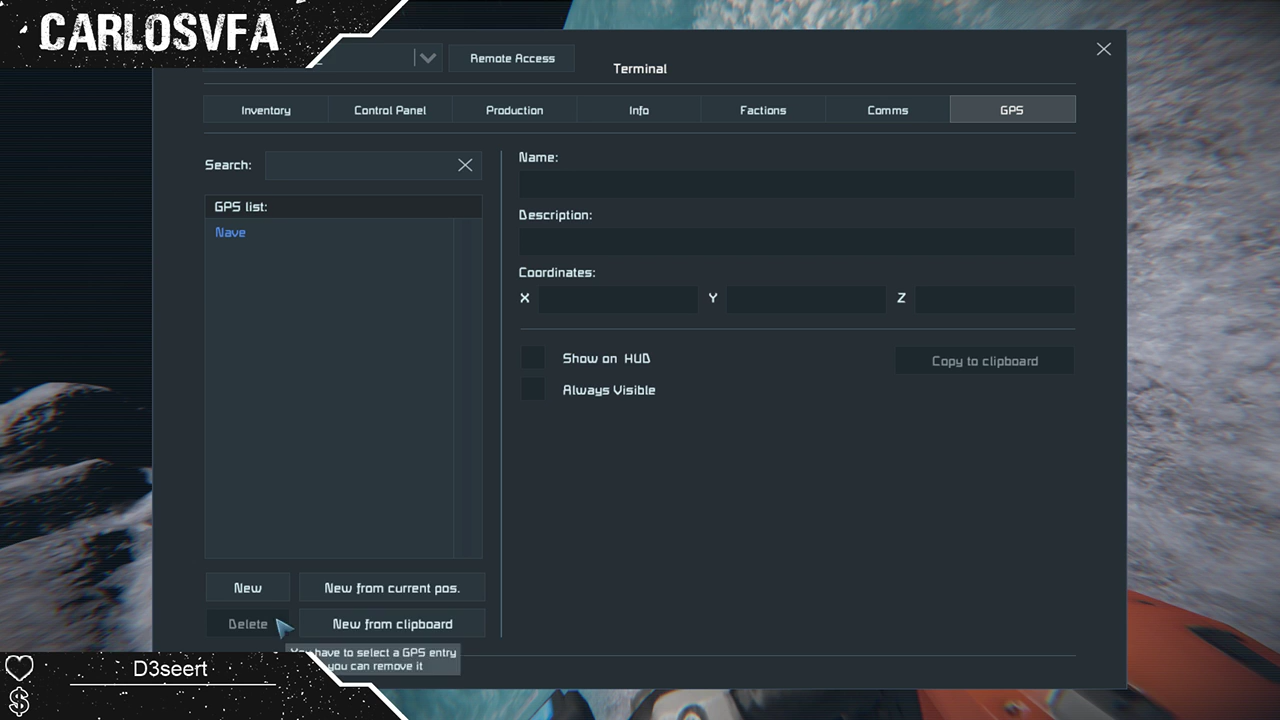 CARLOSVFA
Remote Access
Terminal
Inventory
Control Panel
Production
Info
Factions
Comms
GPS
Search:
GPS list:
Nave
Name:
Description:
Coordinates:
X
Y
Z
Show on HUD
Always Visible
Copy to clipboard
New
New from current pos.
Delete
New from clipboard
have to select a GPS entry
you can remove it
D3seert